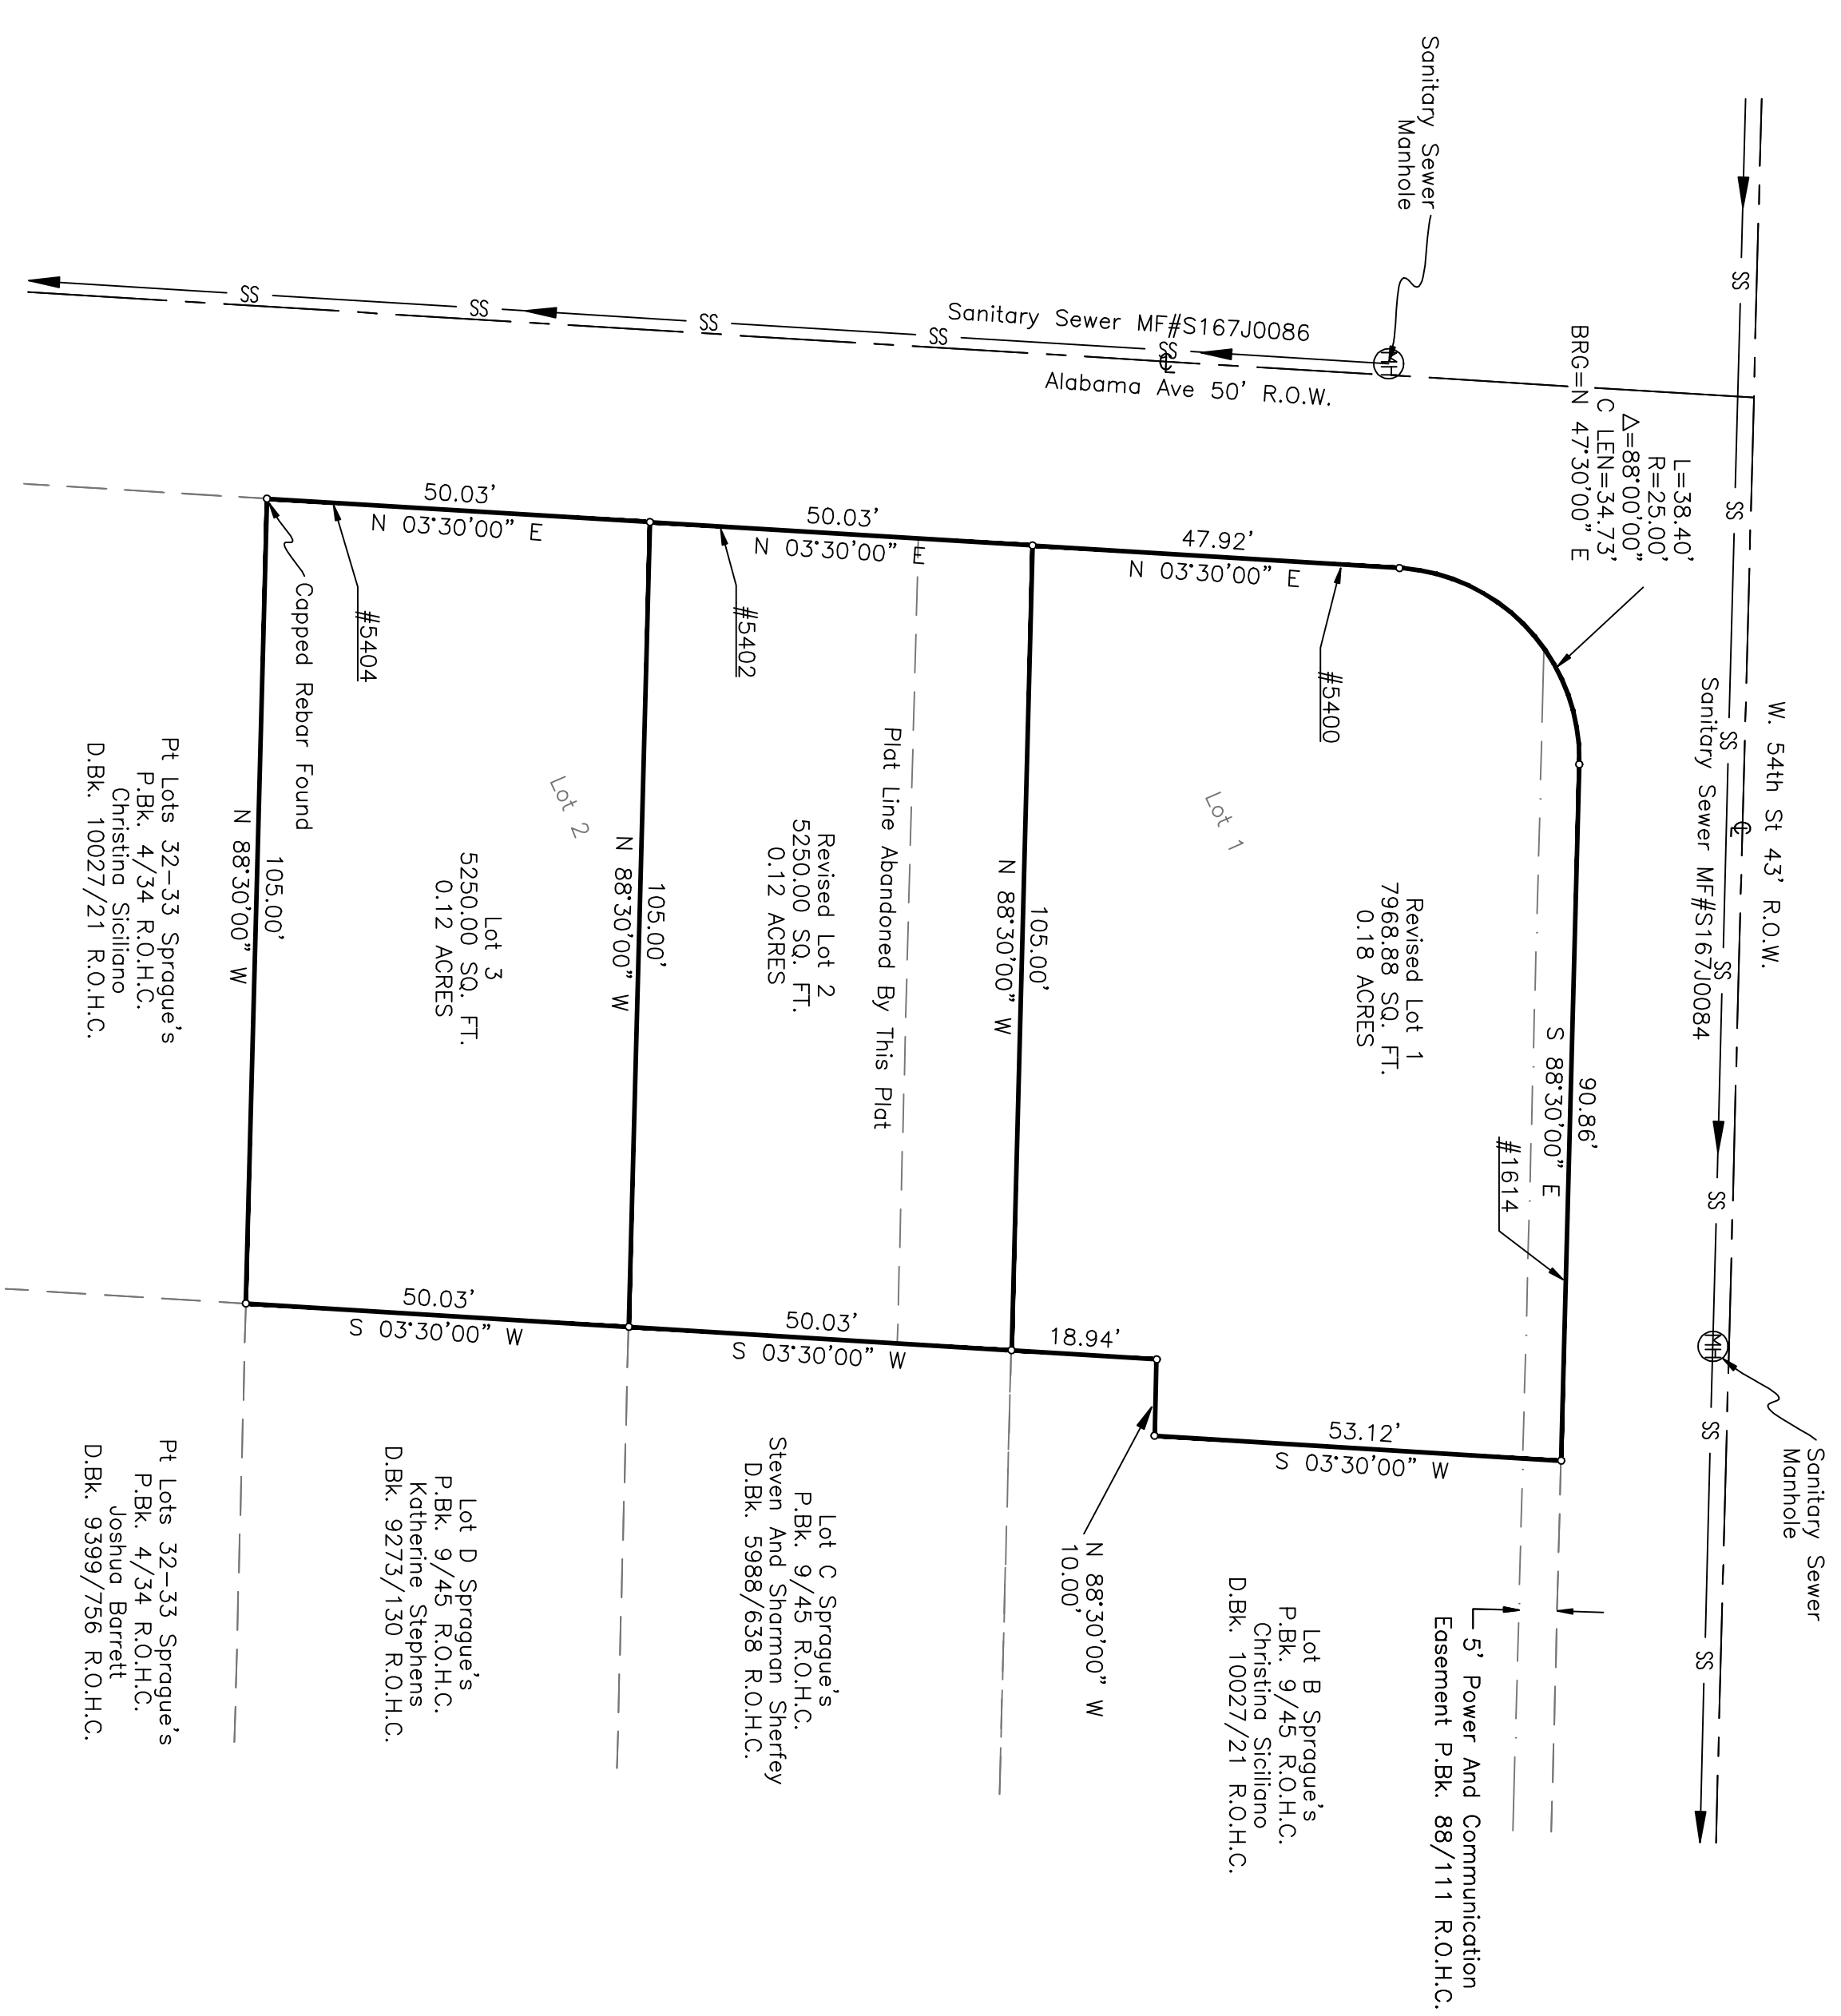 W. 54th St 43' R.O.W.
℄
Sanitary Sewer MF#S167J0084
SS
SS
SS
SS
SS
SS
SS
MH
Sanitary Sewer
Manhole
Sanitary Sewer
Manhole
MH
Sanitary Sewer MF#S167J0086
SS
SS
SS
SS
SS
℄
Alabama Ave 50' R.O.W.
L=38.40'
R=25.00'
Δ=88°00'00"
C LEN=34.73'
BRG=N 47°30'00" E
90.86'
S 88°30'00" E
#1614
47.92'
N 03°30'00" E
#5400
Lot 1
Revised Lot 1
7968.88 SQ. FT.
0.18 ACRES
53.12'
S 03°30'00" W
N 88°30'00" W
10.00'
18.94'
5' Power And Communication
Easement P.Bk. 88/111 R.O.H.C.
Lot B Sprague's
P.Bk. 9/45 R.O.H.C.
Christina Siciliano
D.Bk. 10027/21 R.O.H.C.
105.00'
N 88°30'00" W
50.03'
N 03°30'00" E
#5402
Plat Line Abandoned By This Plat
Revised Lot 2
5250.00 SQ. FT.
0.12 ACRES
50.03'
S 03°30'00" W
Lot C Sprague's
P.Bk. 9/45 R.O.H.C.
Steven And Sharman Sherfey
D.Bk. 5988/638 R.O.H.C.
105.00'
N 88°30'00" W
Lot 2
50.03'
N 03°30'00" E
#5404
Lot 3
5250.00 SQ. FT.
0.12 ACRES
50.03'
S 03°30'00" W
Lot D Sprague's
P.Bk. 9/45 R.O.H.C.
Katherine Stephens
D.Bk. 9273/130 R.O.H.C.
Capped Rebar Found
105.00'
N 88°30'00" W
Pt Lots 32-33 Sprague's
P.Bk. 4/34 R.O.H.C.
Christina Siciliano
D.Bk. 10027/21 R.O.H.C.
Pt Lots 32-33 Sprague's
P.Bk. 4/34 R.O.H.C.
Joshua Barrett
D.Bk. 9399/756 R.O.H.C.